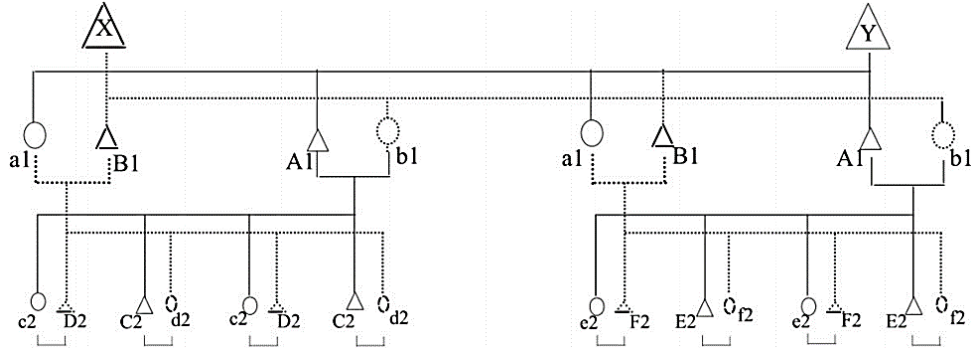 X Y
a1 B1 A1 b1 a1 B1 A1 b1
c2 D2 C2 d2 c2 D2 C2 d2 e2 F2 E2 f2 e2 F2 E2 f2